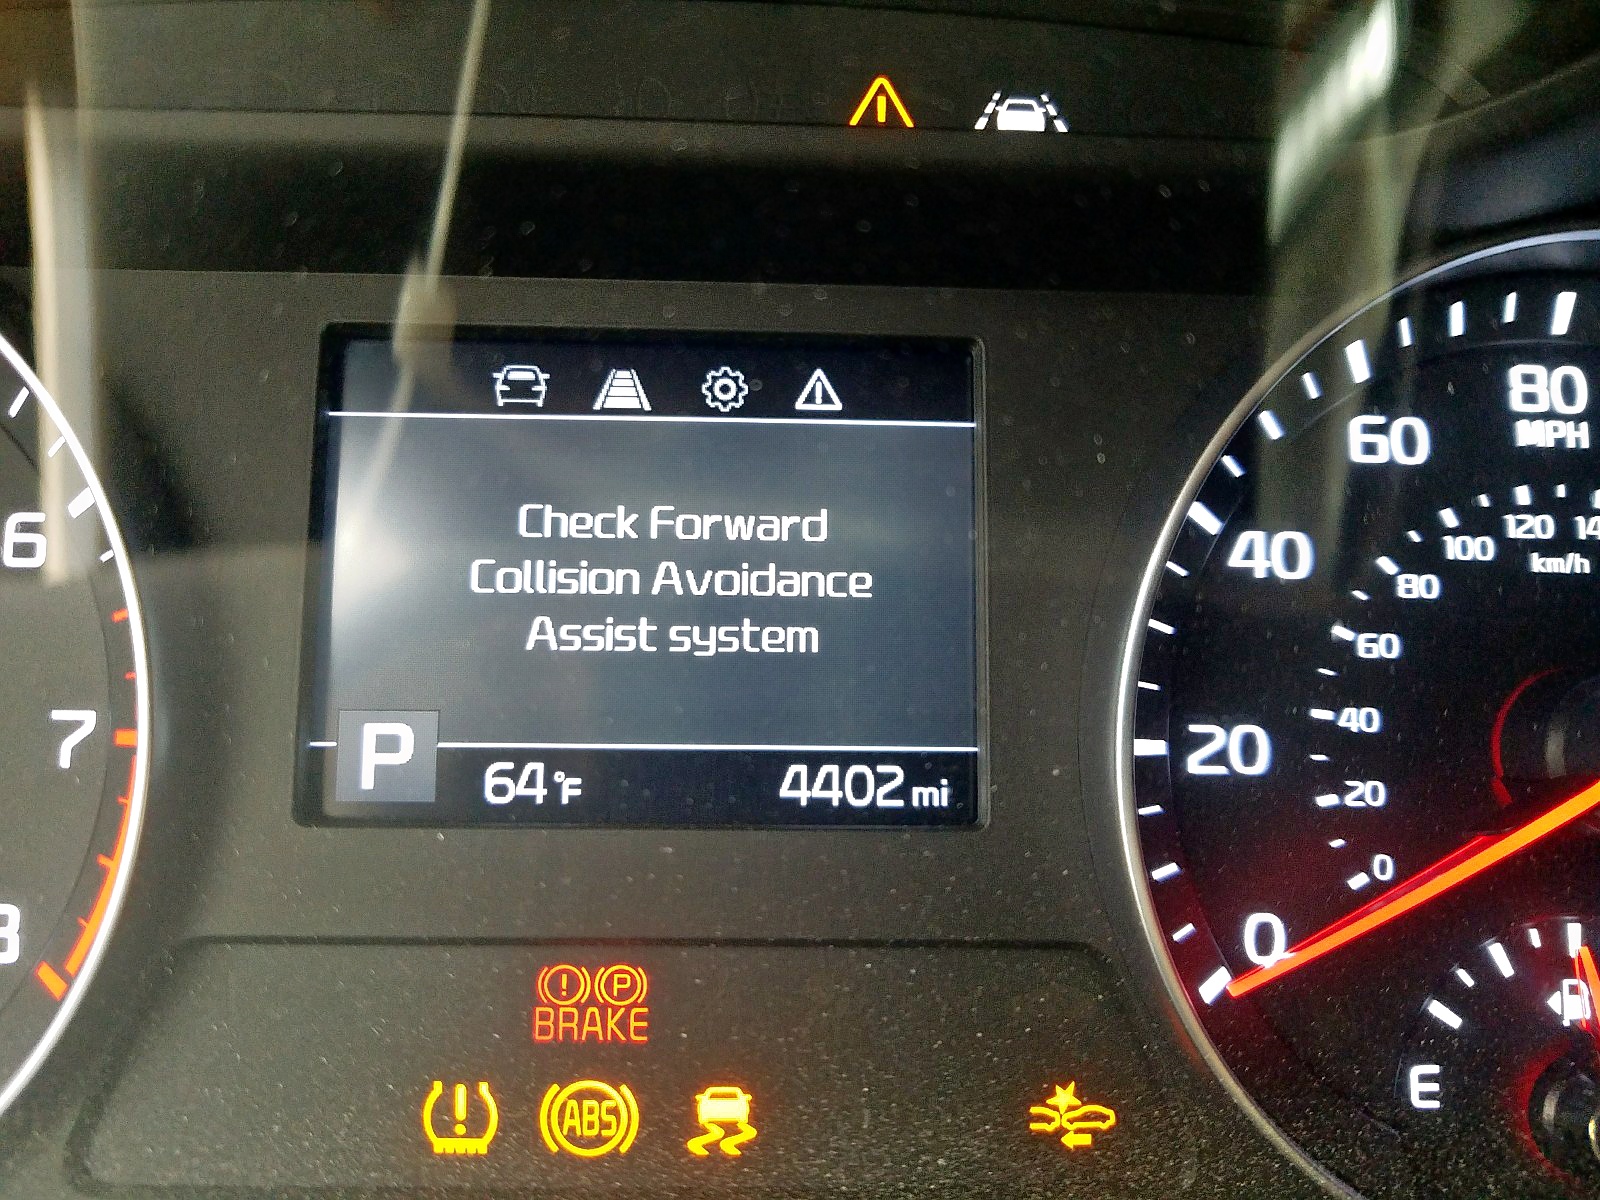 Check Forward
Collision Avoidance
Assist system
P
64°F
4402 mi
6
7
80
MPH
60
40
20
0
120
100
km/h
80
60
40
20
0
E
P
BRAKE
ABS